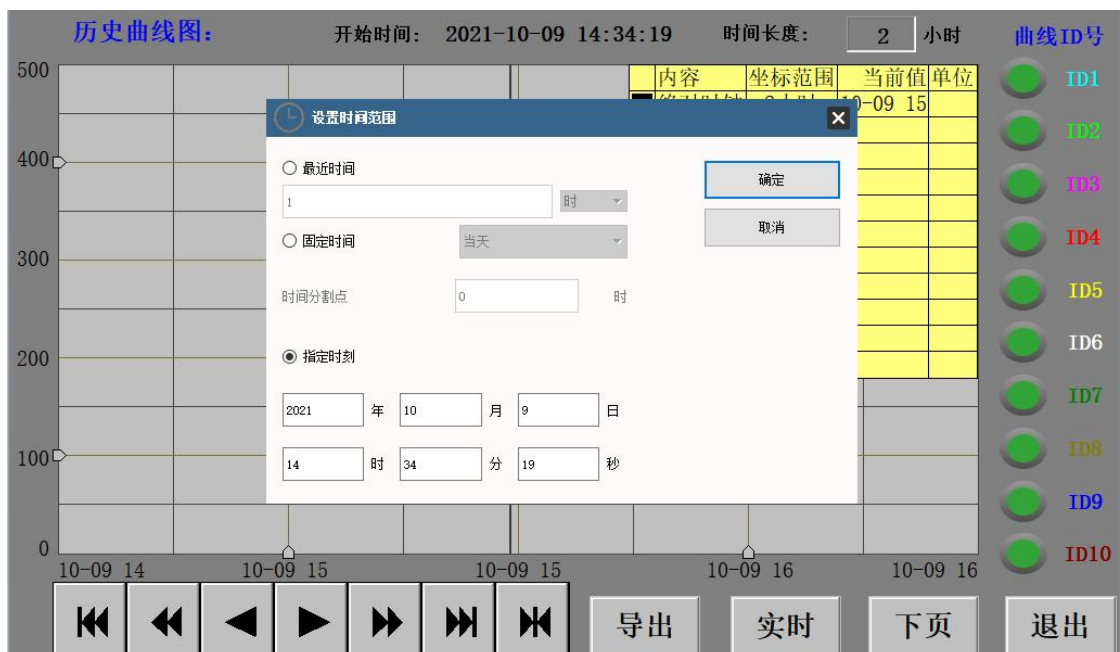 历史曲线图: 开始时间: 2021-10-09 14:34:19 时间长度: 2 小时 曲线ID号
500
内容 坐标范围 当前值 单位
ID1
设置时间范围
ID2
400
最近时间
确定
ID3
1 时
取消
固定时间 当天
ID4
300
时间分割点 0 时
ID5
ID6
200
指定时刻
ID7
2021 年 10 月 9 日
100
14 时 34 分 19 秒
ID8
ID9
0
ID10
10-09 14 10-09 15 10-09 15 10-09 16 10-09 16
导出 实时 下页 退出